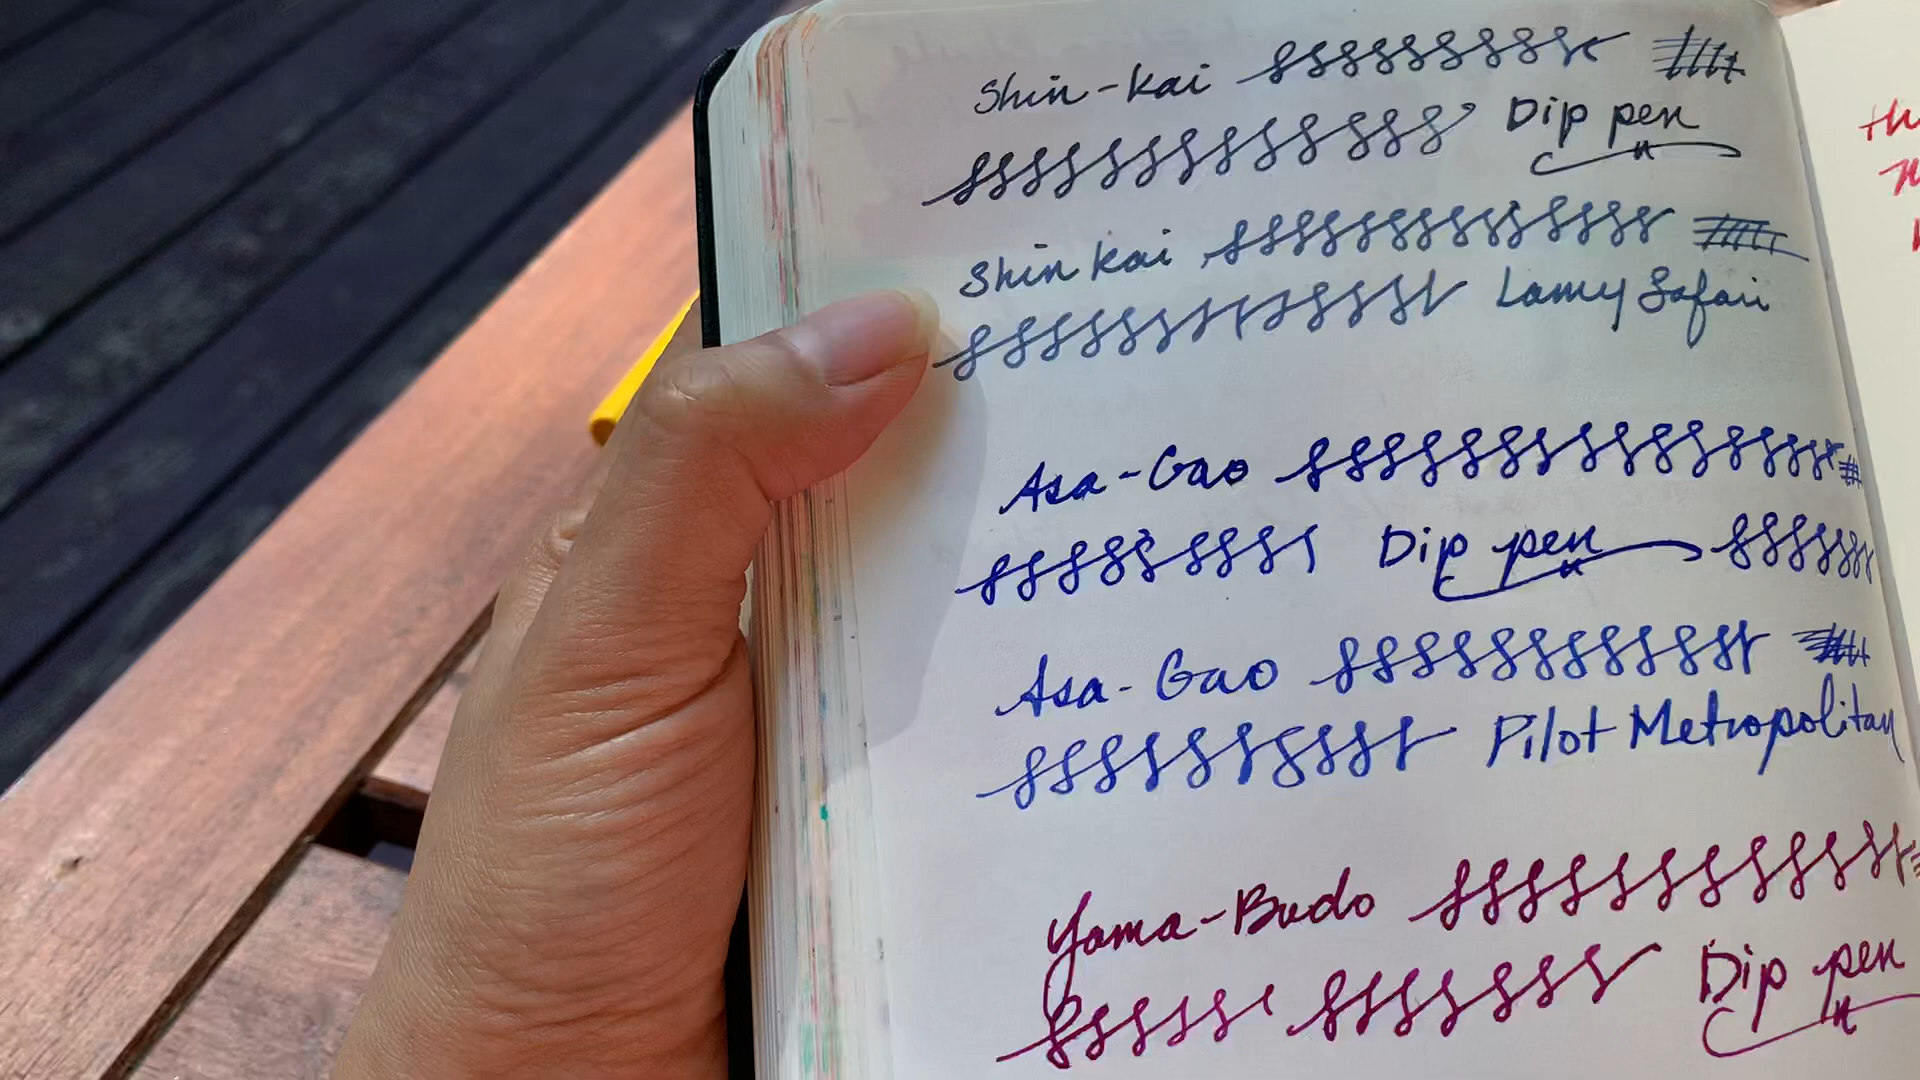 Shin-kai
Dip pen
Shin kai
Lamy Safari
Asa-Gao
Dip pen
Asa-Gao
Pilot Metropolitan
Yama-Budo
Dip pen